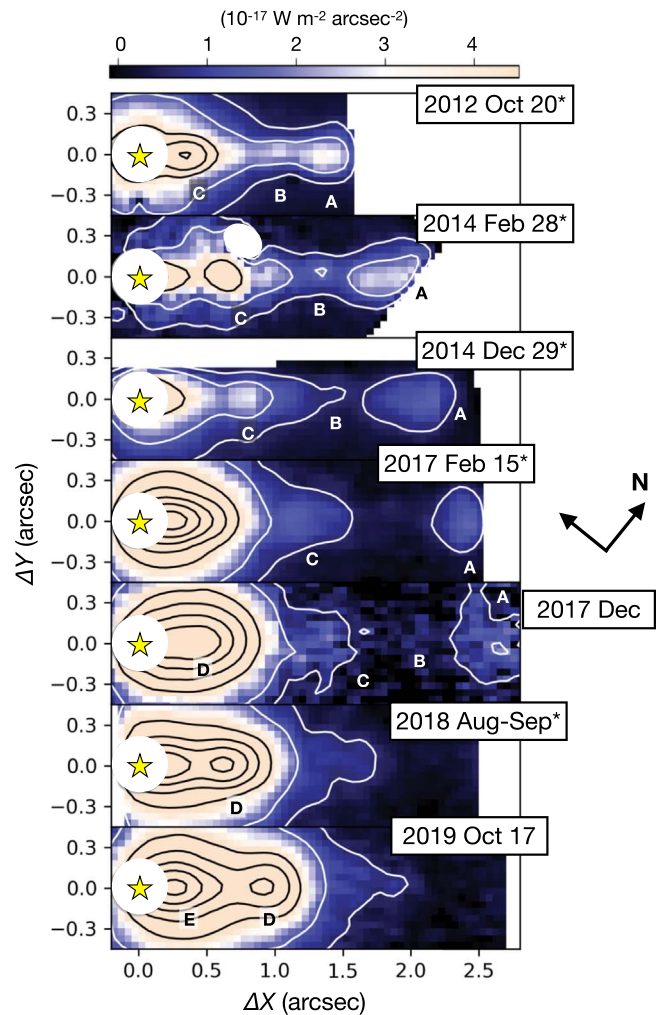 (10-17 W m-2 arcsec-2)
0 1 2 3 4
2012 Oct 20*
0.3
0.0
−0.3
C B A
2014 Feb 28*
0.3
0.0
−0.3
C B A
2014 Dec 29*
0.3
0.0
−0.3
C B A
2017 Feb 15*
0.3
0.0
−0.3
C A
N
2017 Dec
0.3
0.0
−0.3
D C B A
2018 Aug-Sep*
0.3
0.0
−0.3
D
2019 Oct 17
0.3
0.0
−0.3
E D
0.0 0.5 1.0 1.5 2.0 2.5
ΔX (arcsec)
ΔY (arcsec)